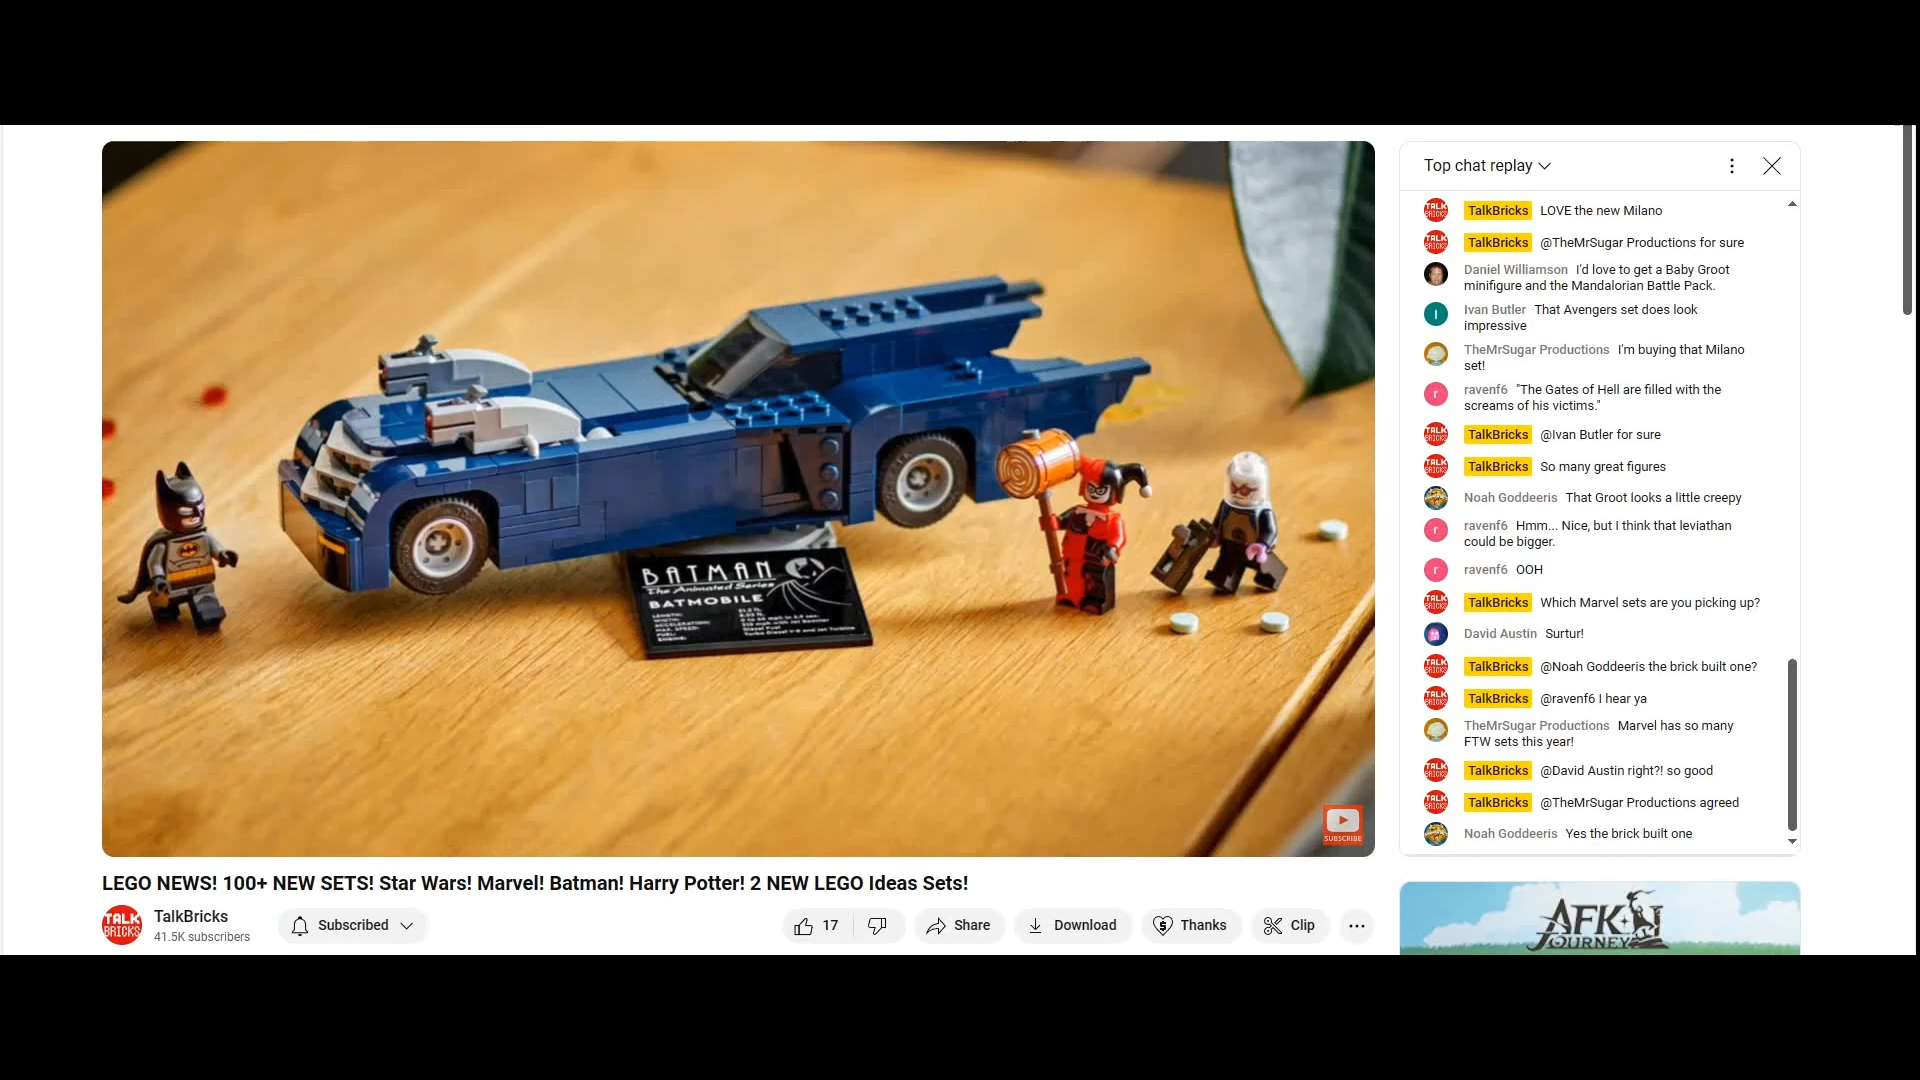 BATMAN
The Animated Series
BATMOBILE
LENGTH:
WIDTH:
ACCELERATION:
MAX. SPEED:
FUEL:
ENGINE:
SUBSCRIBE
LEGO NEWS! 100+ NEW SETS! Star Wars! Marvel! Batman! Harry Potter! 2 NEW LEGO Ideas Sets!
TALK
BRICKS
TalkBricks
41.5K subscribers
Subscribed
17
Share
Download
Thanks
Clip
Top chat replay
TalkBricks LOVE the new Milano
TalkBricks @TheMrSugar Productions for sure
Daniel Williamson I'd love to get a Baby Groot
minifigure and the Mandalorian Battle Pack.
I
Ivan Butler That Avengers set does look
impressive
TheMrSugar Productions I'm buying that Milano
set!
r
ravenf6 "The Gates of Hell are filled with the
screams of his victims."
TalkBricks @Ivan Butler for sure
TalkBricks So many great figures
Noah Goddeeris That Groot looks a little creepy
r
ravenf6 Hmm... Nice, but I think that leviathan
could be bigger.
r
ravenf6 OOH
TalkBricks Which Marvel sets are you picking up?
David Austin Surtur!
TalkBricks @Noah Goddeeris the brick built one?
TalkBricks @ravenf6 I hear ya
TheMrSugar Productions Marvel has so many
FTW sets this year!
TalkBricks @David Austin right?! so good
TalkBricks @TheMrSugar Productions agreed
Noah Goddeeris Yes the brick built one
AFK
JOURNEY